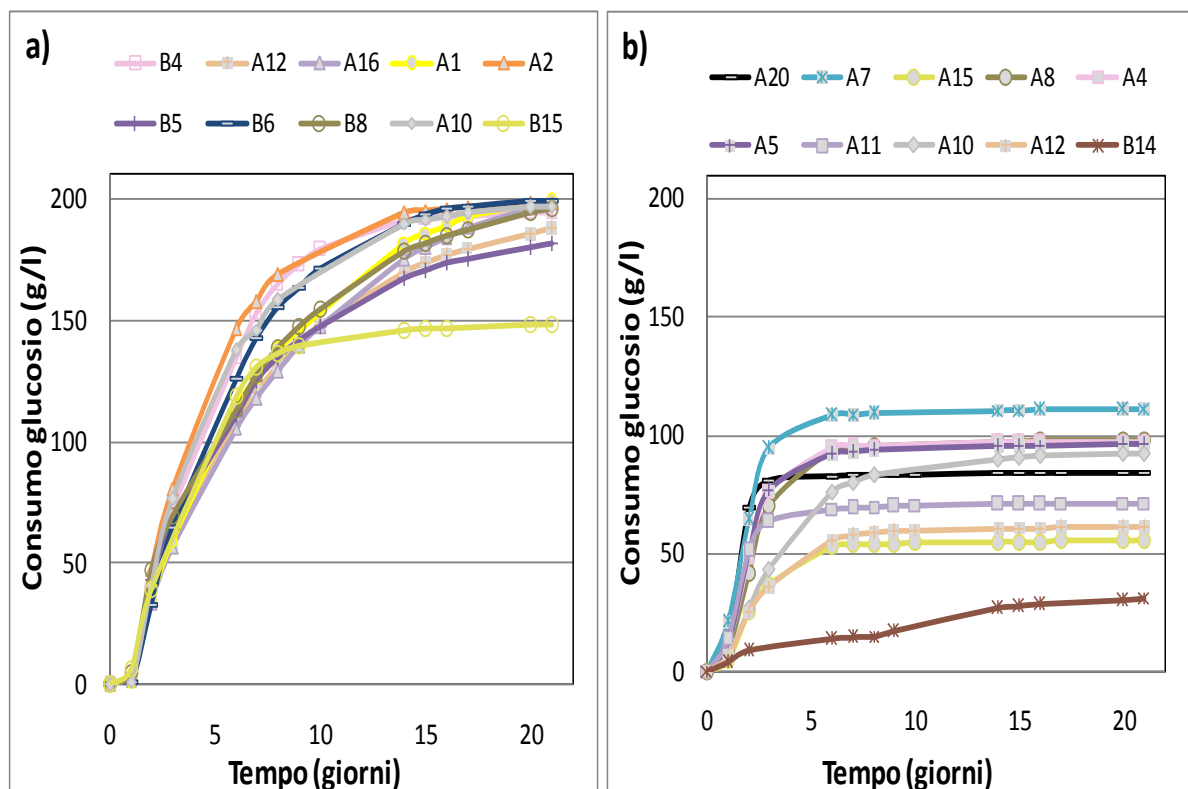 a)
B4 A12 A16 A1 A2
B5 B6 B8 A10 B15
Consumo glucosio (g/l)
200
150
100
50
0
0 5 10 15 20
Tempo (giorni)
b)
A20 A7 A15 A8 A4
A5 A11 A10 A12 B14
Consumo glucosio (g/l)
200
150
100
50
0
0 5 10 15 20
Tempo (giorni)